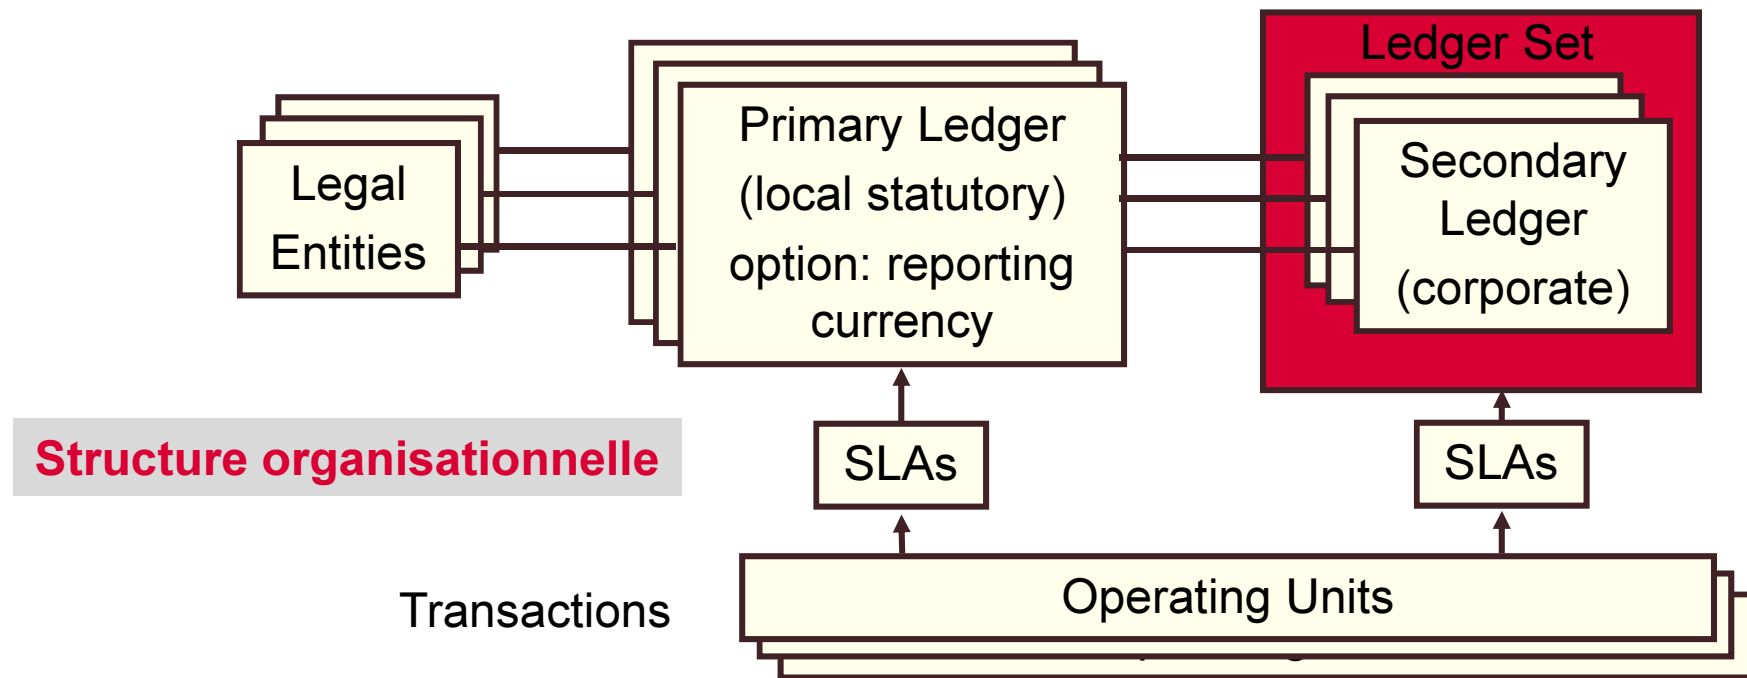 Ledger Set
Primary Ledger
(local statutory)
option: reporting
currency
Secondary
Ledger
(corporate)
Legal
Entities
Structure organisationnelle
SLAs
SLAs
Transactions
Operating Units